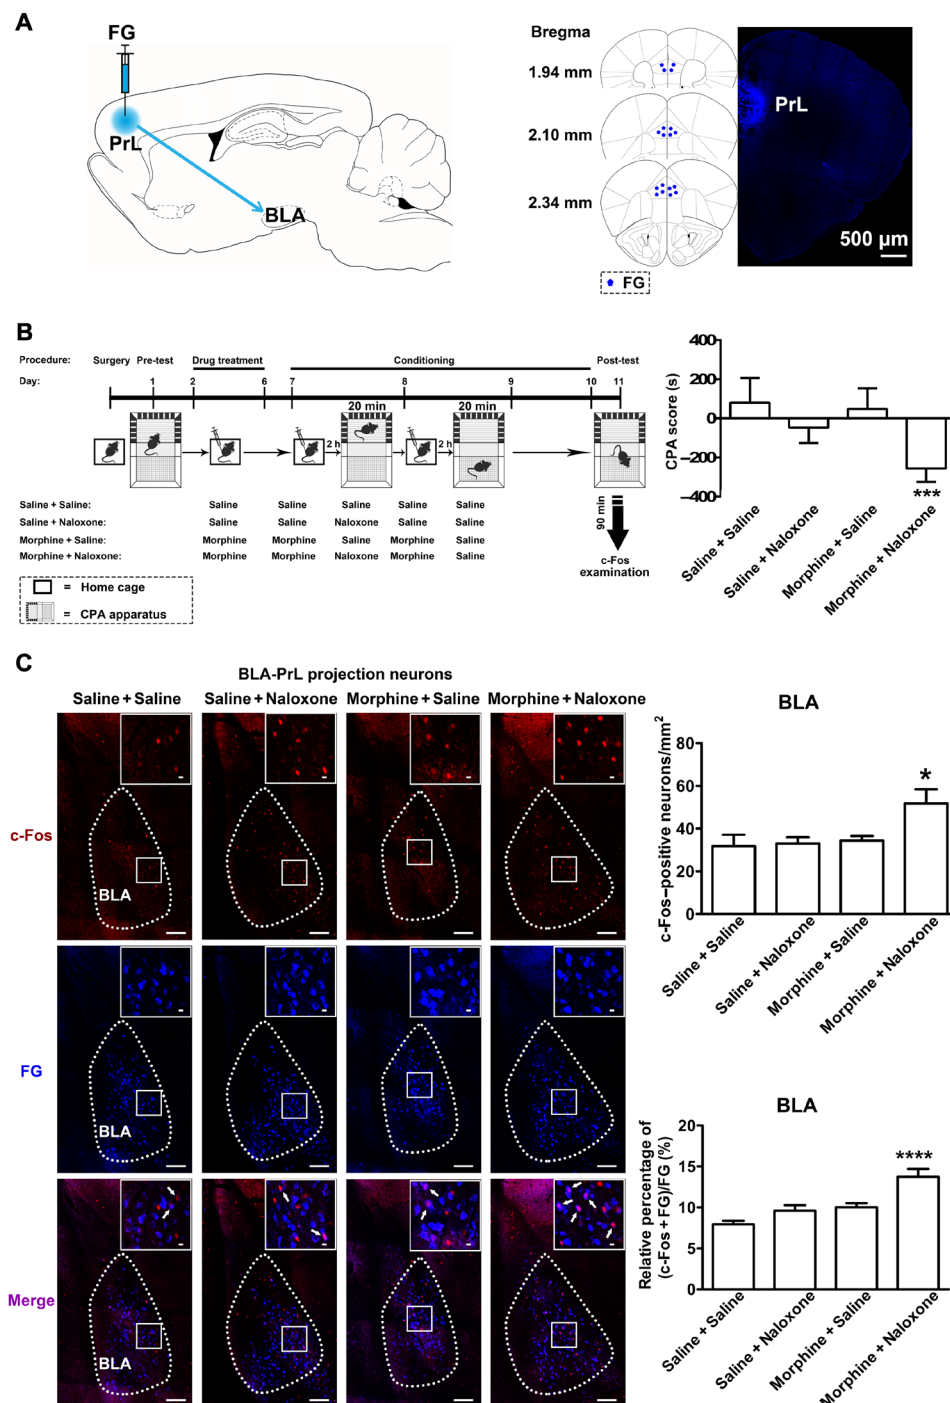 A
FG
PrL
BLA
Bregma
1.94 mm
2.10 mm
2.34 mm
FG
PrL
500 µm
B
Procedure: Surgery Pre-test Drug treatment Conditioning Post-test
Day: 1 2 6 7 8 9 10 11
20 min 20 min
2 h 2 h
Saline + Saline: Saline Saline Saline Saline Saline
Saline + Naloxone: Saline Saline Naloxone Saline Saline
Morphine + Saline: Morphine Morphine Saline Morphine Saline
Morphine + Naloxone: Morphine Morphine Naloxone Morphine Saline
90 min
c-Fos
examination
= Home cage
= CPA apparatus
CPA score (s)
400
200
0
−200
−400
***
Saline + Saline
Saline + Naloxone
Morphine + Saline
Morphine + Naloxone
C
BLA-PrL projection neurons
Saline + Saline Saline + Naloxone Morphine + Saline Morphine + Naloxone
c-Fos
BLA
FG
BLA
Merge
BLA
BLA
c-Fos−positive neurons/mm²
80
60
40
20
0
*
Saline + Saline
Saline + Naloxone
Morphine + Saline
Morphine + Naloxone
BLA
Relative percentage of
(c-Fos + FG)/FG (%)
20
15
10
5
0
****
Saline + Saline
Saline + Naloxone
Morphine + Saline
Morphine + Naloxone